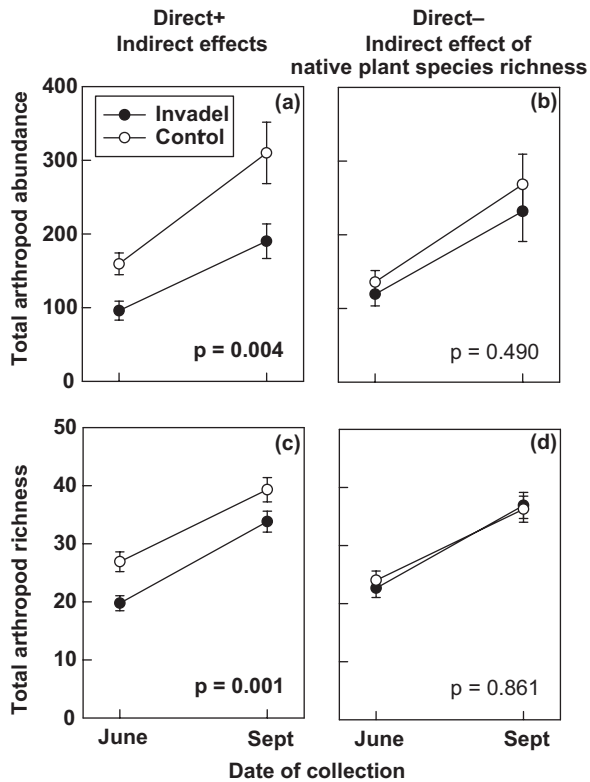 Direct+
Indirect effects
Direct–
Indirect effect of
native plant species richness
Total arthropod abundance
400
300
200
100
0
Invadel
Contol
(a)
p = 0.004
(b)
p = 0.490
Total arthropod richness
50
40
30
20
10
0
(c)
p = 0.001
(d)
p = 0.861
June
Sept
June
Sept
Date of collection